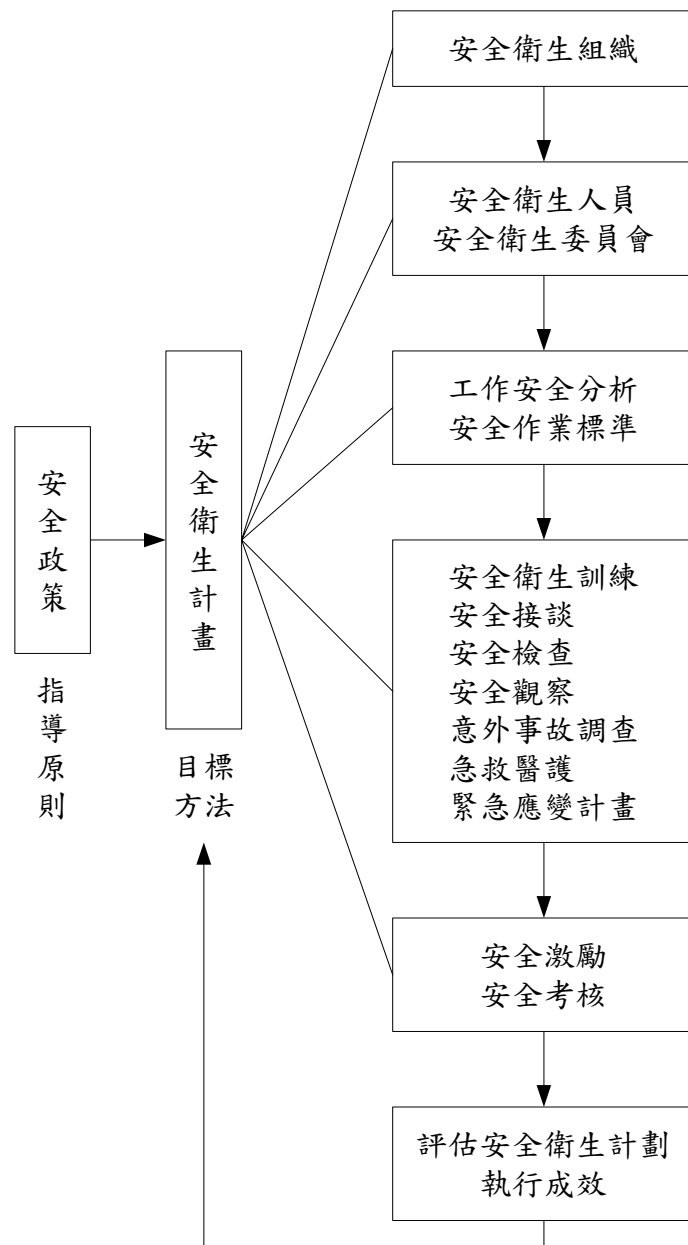 安全政策
指導原則
安全衛生計畫
目標
方法
安全衛生組織
安全衛生人員
安全衛生委員會
工作安全分析
安全作業標準
安全衛生訓練
安全接談
安全檢查
安全觀察
意外事故調查
急救醫護
緊急應變計畫
安全激勵
安全考核
評估安全衛生計劃
執行成效